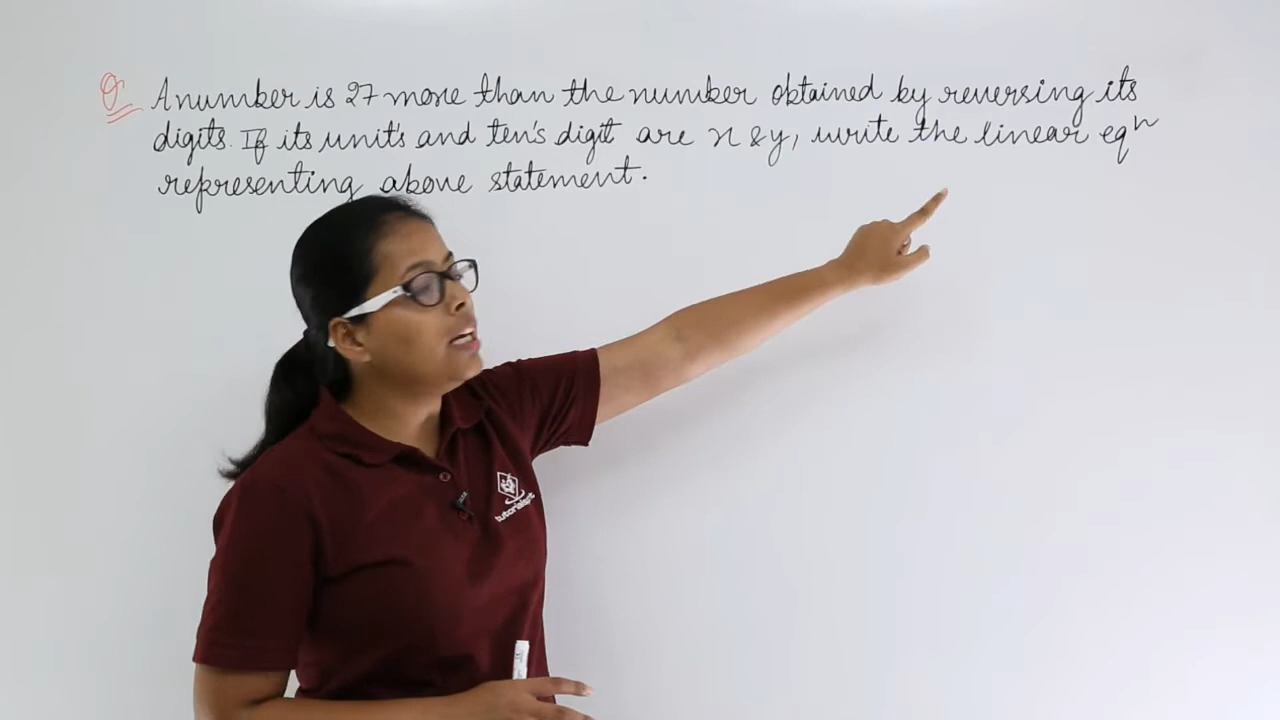 Q A number is 27 more than the number obtained by reversing its
digits. If its unit's and ten's digit are x & y, write the linear eqn
representing above statement.
tutorialspoint